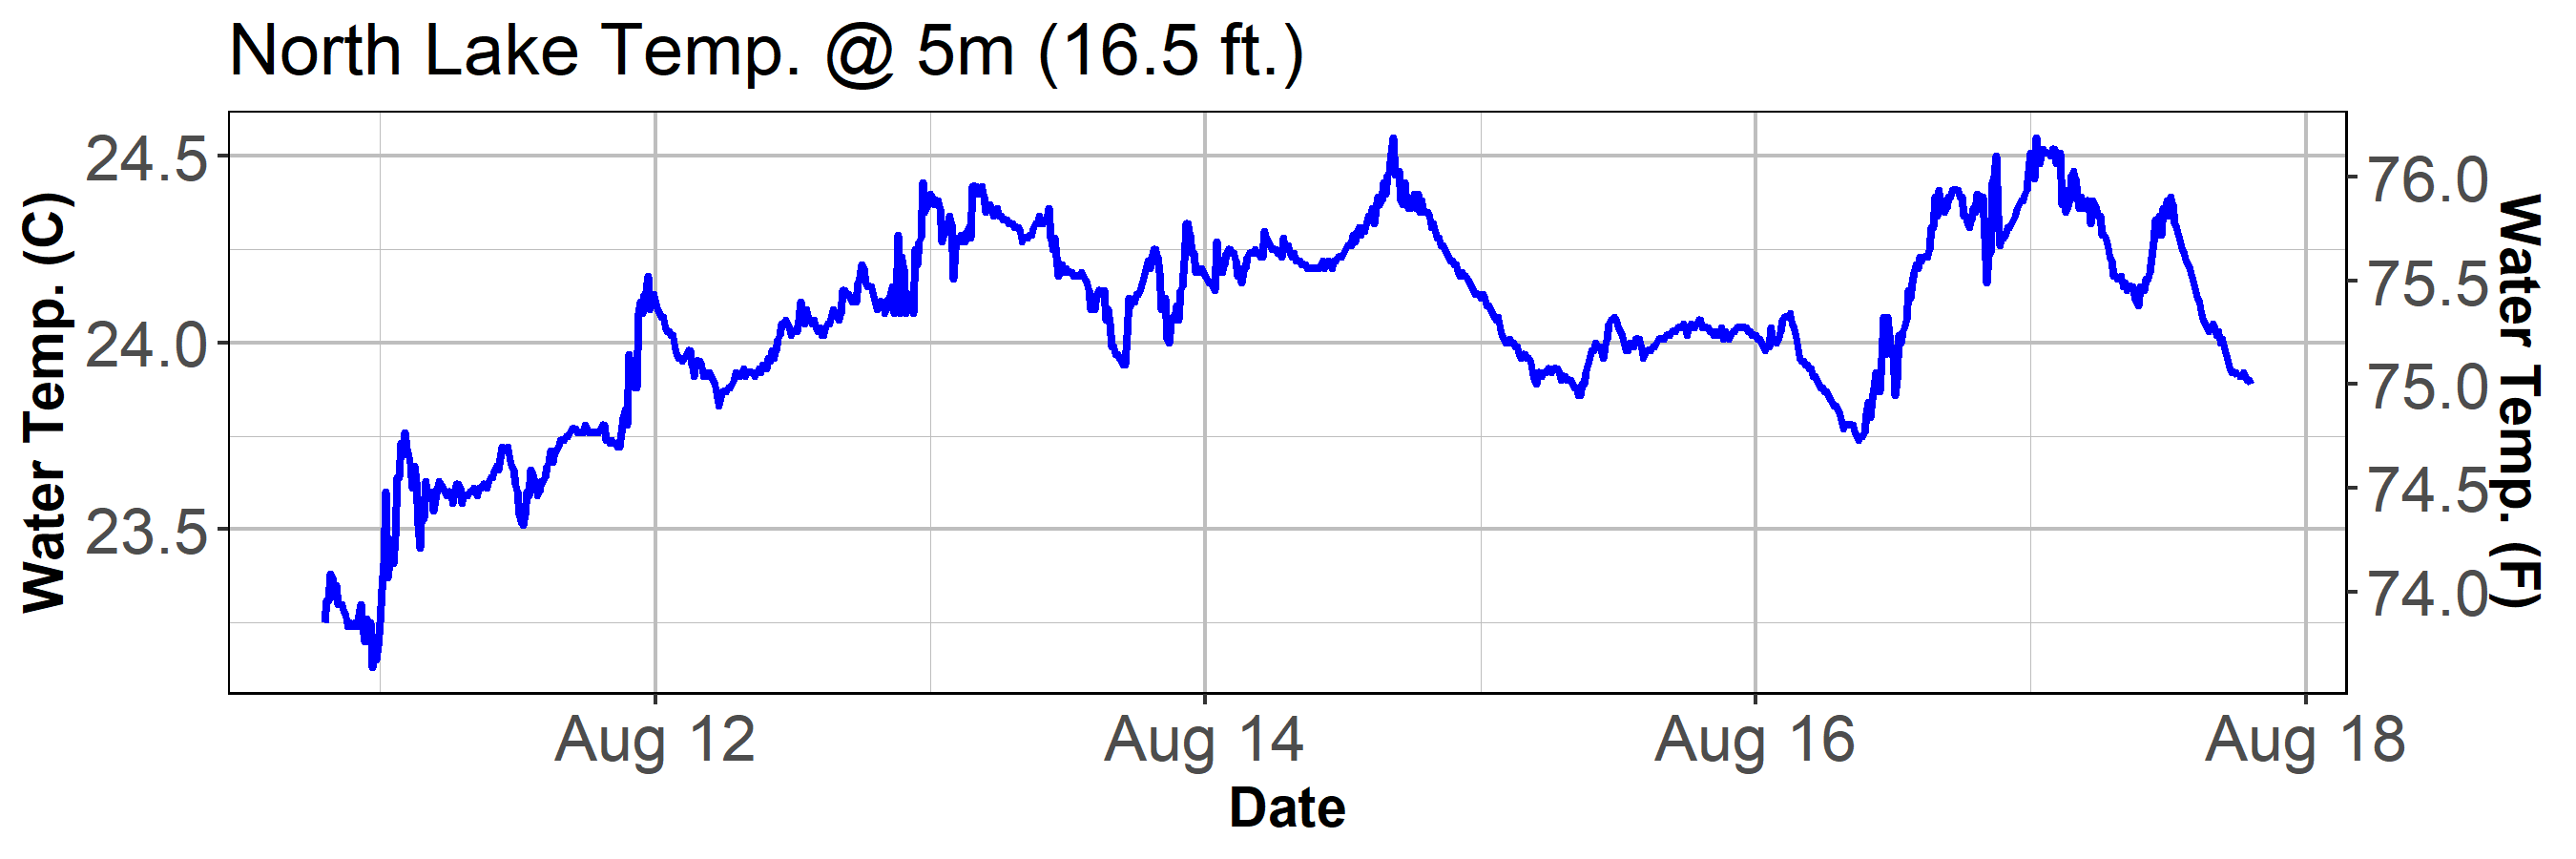 North Lake Temp. @ 5m (16.5 ft.)
Water Temp. (C)
24.5
24.0
23.5
76.0
75.5
75.0
74.5
74.0
Water Temp. (F)
Aug 12 Aug 14 Aug 16 Aug 18
Date